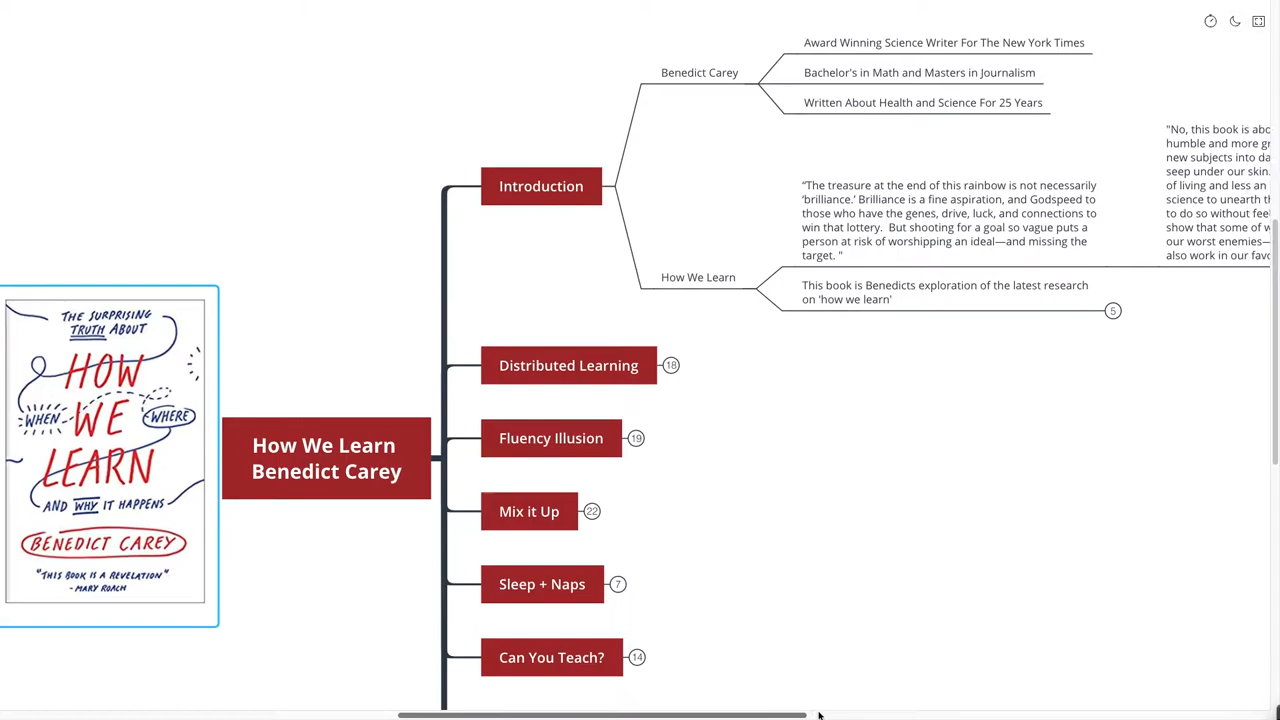 Award Winning Science Writer For The New York Times
Benedict Carey
Bachelor's in Math and Masters in Journalism
Written About Health and Science For 25 Years
Introduction
“The treasure at the end of this rainbow is not necessarily
‘brilliance.’ Brilliance is a fine aspiration, and Godspeed to
those who have the genes, drive, luck, and connections to
win that lottery.  But shooting for a goal so vague puts a
person at risk of worshipping an ideal—and missing the
target. "
"No, this book is abo
humble and more gr
new subjects into da
seep under our skin.
of living and less an
science to unearth th
to do so without feel
show that some of w
our worst enemies—
also work in our favo
How We Learn
This book is Benedicts exploration of the latest research
on 'how we learn'
5
THE SURPRISING
TRUTH ABOUT
HOW
WHEN WE WHERE
LEARN
AND WHY IT HAPPENS
BENEDICT CAREY
"THIS BOOK IS A REVELATION"
- MARY ROACH
How We Learn
Benedict Carey
Distributed Learning
18
Fluency Illusion
19
Mix it Up
22
Sleep + Naps
7
Can You Teach?
14